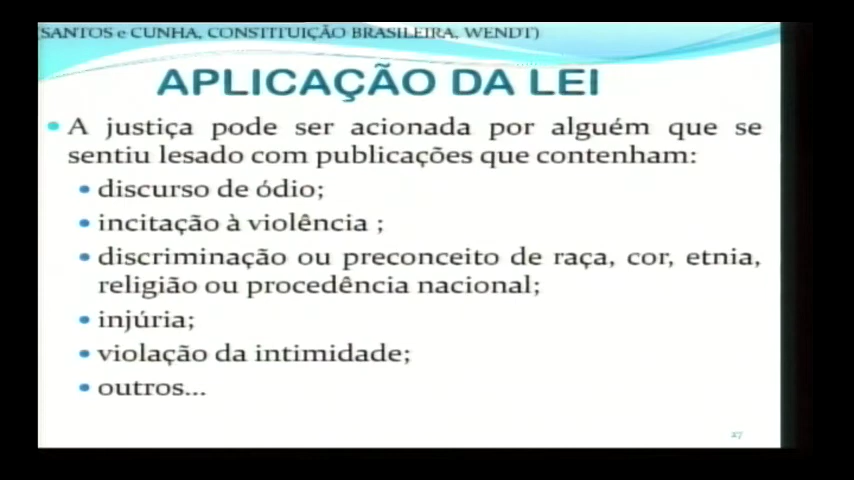 (SANTOS e CUNHA, CONSTITUIÇÃO BRASILEIRA, WENDT)
APLICAÇÃO DA LEI
• A justiça pode ser acionada por alguém que se
sentiu lesado com publicações que contenham:
• discurso de ódio;
• incitação à violência ;
• discriminação ou preconceito de raça, cor, etnia,
religião ou procedência nacional;
• injúria;
• violação da intimidade;
• outros...
27